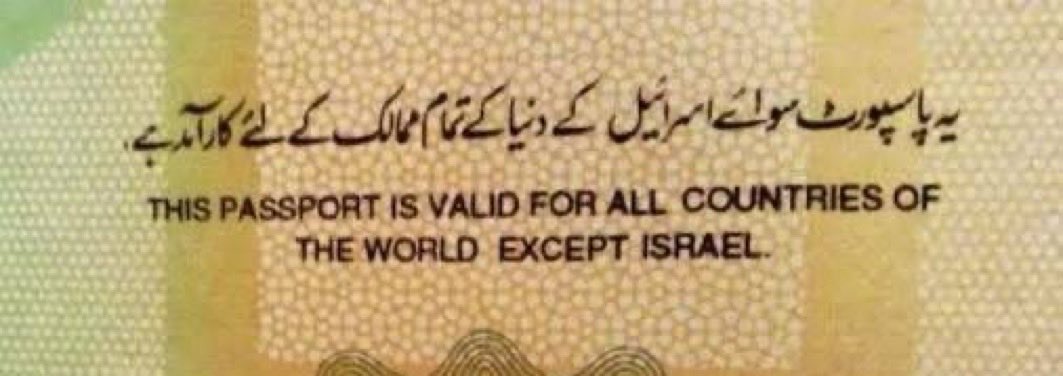 یہ پاسپورٹ سوائے اسرائیل کے دنیا کے تمام ممالک کے لئے کارآمد ہے۔
THIS PASSPORT IS VALID FOR ALL COUNTRIES OF
THE WORLD EXCEPT ISRAEL.